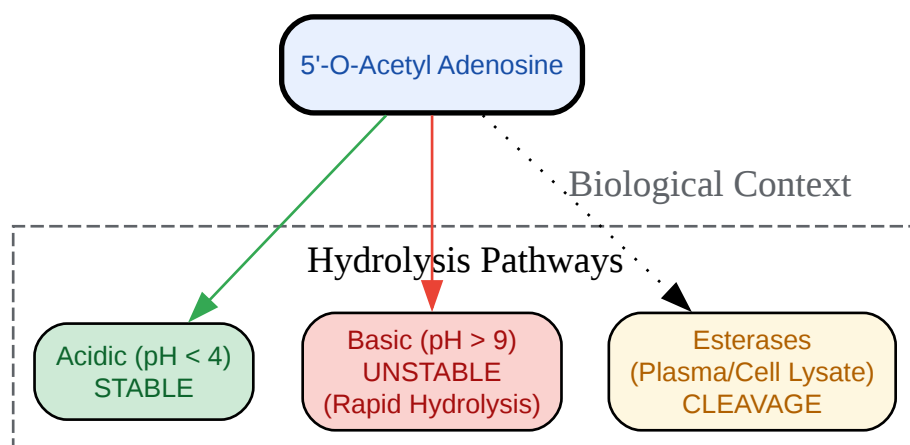 5'-O-Acetyl Adenosine
Biological Context
Hydrolysis Pathways
Acidic (pH < 4)
STABLE
Basic (pH > 9)
UNSTABLE
(Rapid Hydrolysis)
Esterases
(Plasma/Cell Lysate)
CLEAVAGE